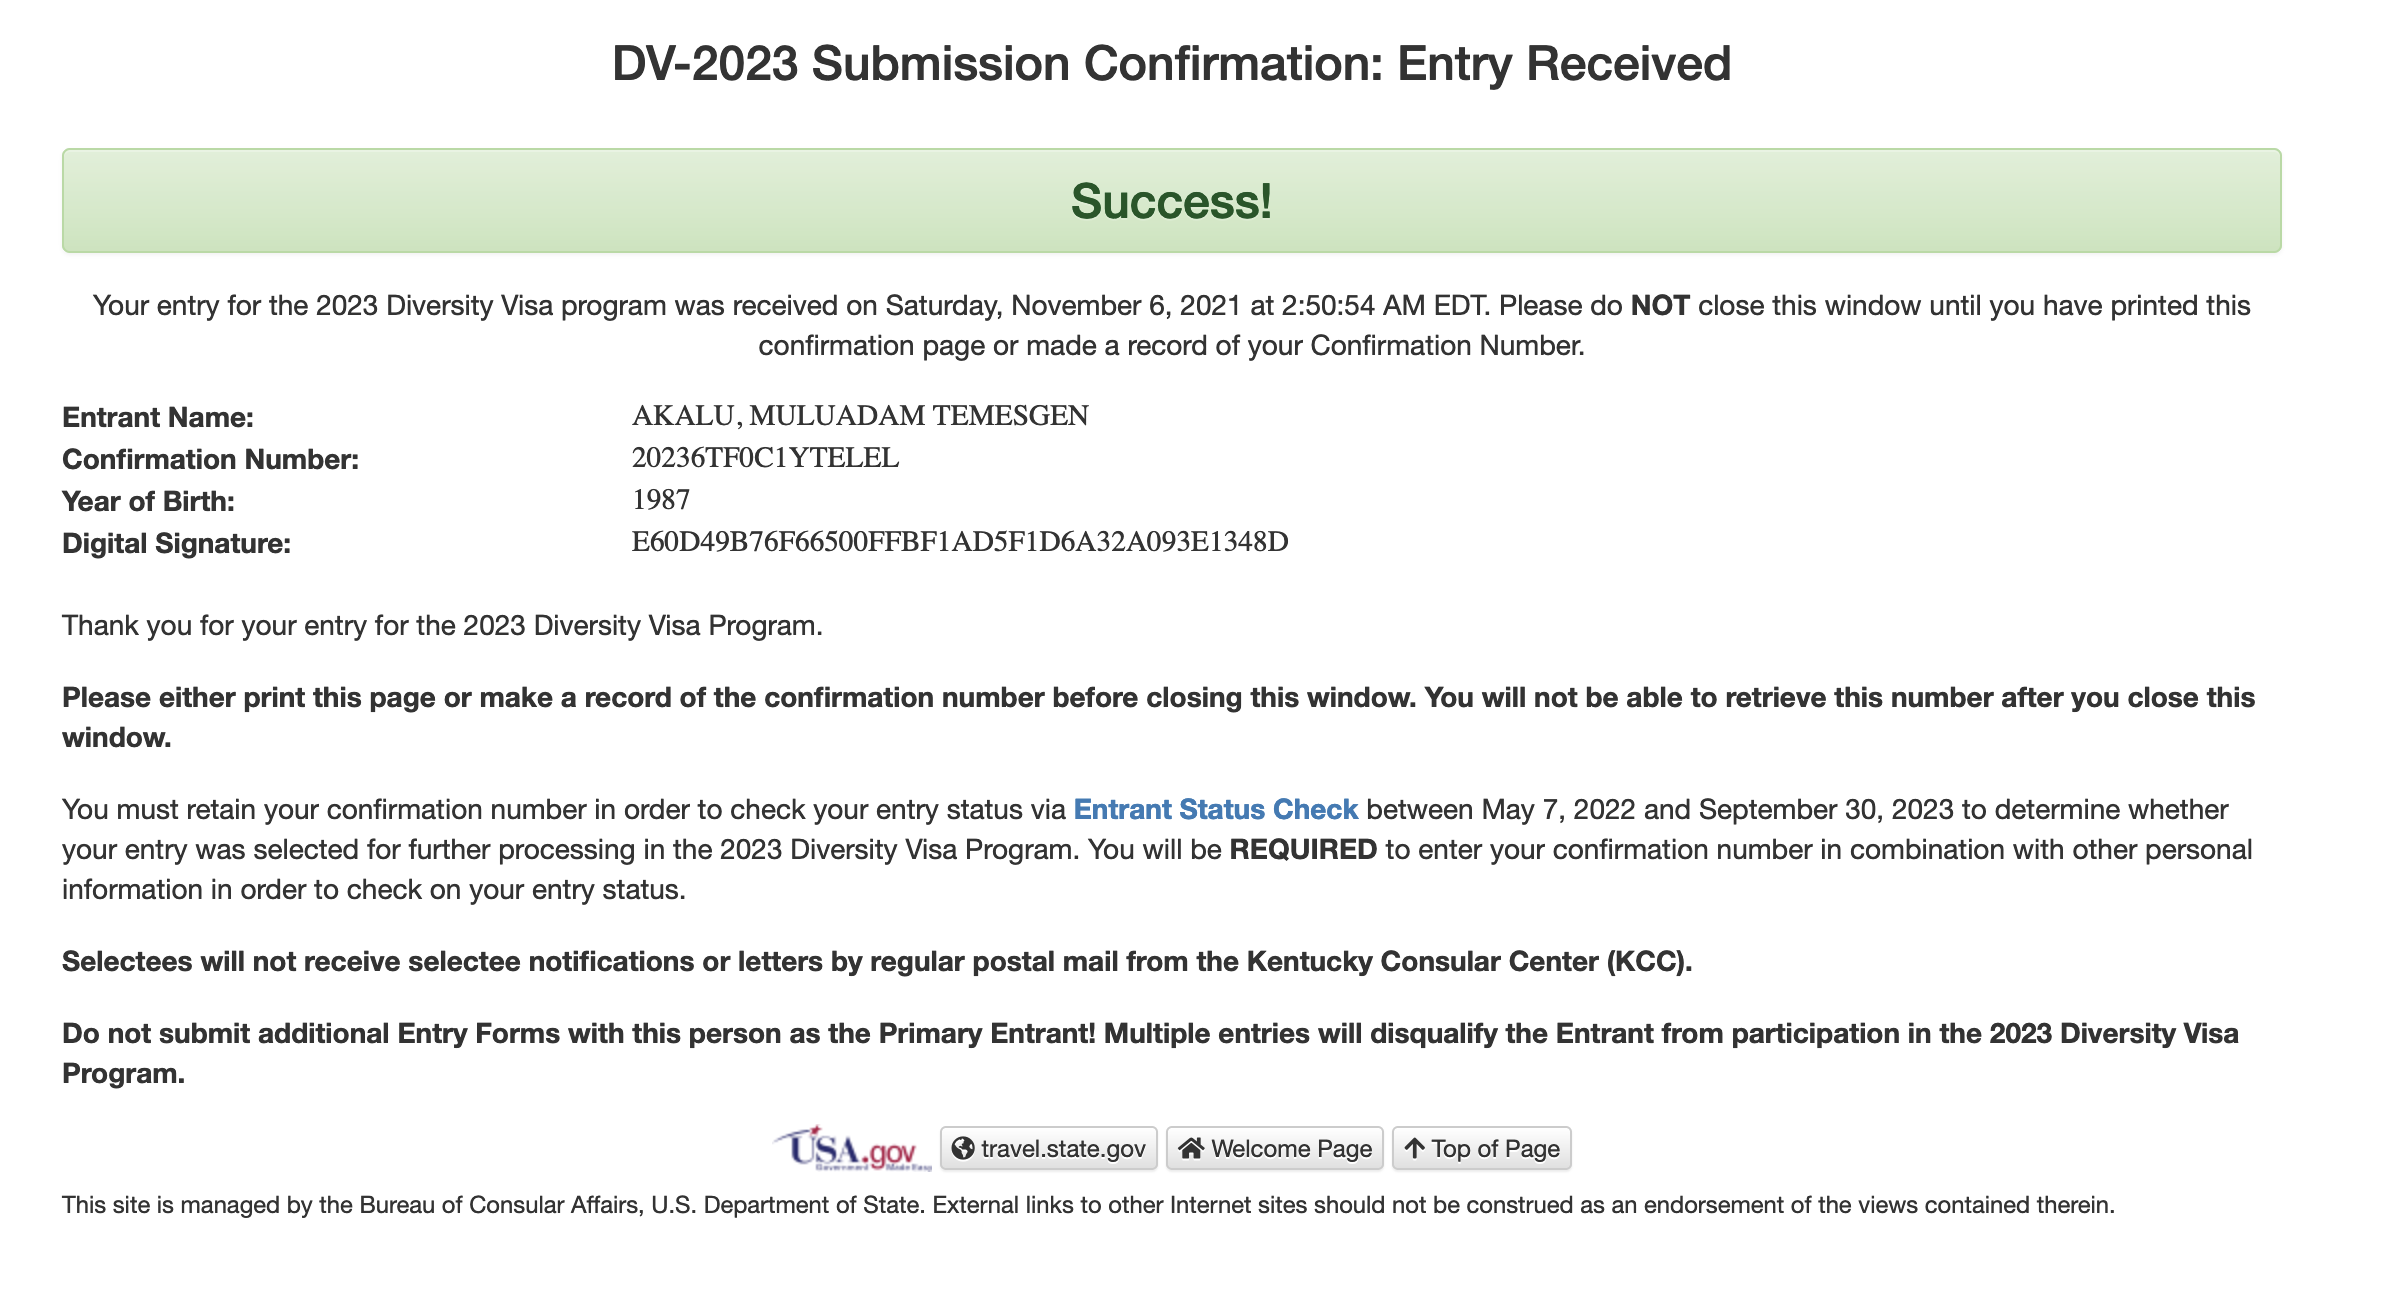 DV-2023 Submission Confirmation: Entry Received
Success!
Your entry for the 2023 Diversity Visa program was received on Saturday, November 6, 2021 at 2:50:54 AM EDT. Please do NOT close this window until you have printed this
confirmation page or made a record of your Confirmation Number.
Entrant Name: AKALU, MULUADAM TEMESGEN
Confirmation Number: 20236TF0C1YTELEL
Year of Birth: 1987
Digital Signature: E60D49B76F66500FFBF1AD5F1D6A32A093E1348D
Thank you for your entry for the 2023 Diversity Visa Program.
Please either print this page or make a record of the confirmation number before closing this window. You will not be able to retrieve this number after you close this
window.
You must retain your confirmation number in order to check your entry status via Entrant Status Check between May 7, 2022 and September 30, 2023 to determine whether
your entry was selected for further processing in the 2023 Diversity Visa Program. You will be REQUIRED to enter your confirmation number in combination with other personal
information in order to check on your entry status.
Selectees will not receive selectee notifications or letters by regular postal mail from the Kentucky Consular Center (KCC).
Do not submit additional Entry Forms with this person as the Primary Entrant! Multiple entries will disqualify the Entrant from participation in the 2023 Diversity Visa
Program.
USA.gov travel.state.gov Welcome Page Top of Page
Government Made Easy
This site is managed by the Bureau of Consular Affairs, U.S. Department of State. External links to other Internet sites should not be construed as an endorsement of the views contained therein.